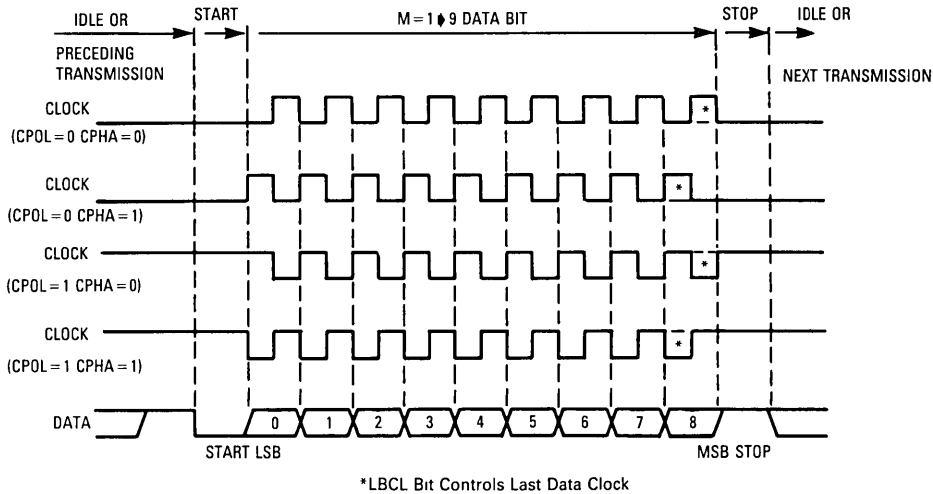 IDLE OR START M = 1 ➧ 9 DATA BIT STOP IDLE OR
PRECEDING
TRANSMISSION
NEXT TRANSMISSION
CLOCK
*
(CPOL = 0 CPHA = 0)
CLOCK
*
(CPOL = 0 CPHA = 1)
CLOCK
*
(CPOL = 1 CPHA = 0)
CLOCK
*
(CPOL = 1 CPHA = 1)
DATA 0 1 2 3 4 5 6 7 8
START LSB MSB STOP
*LBCL Bit Controls Last Data Clock